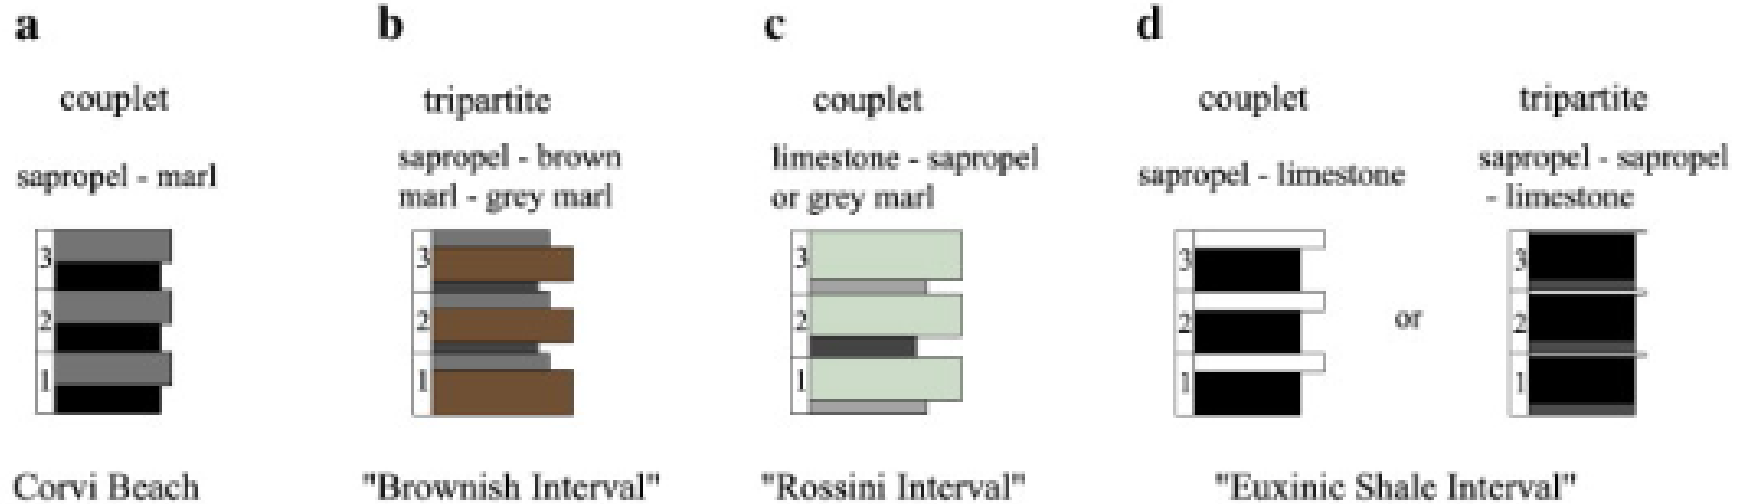 a
couplet
sapropel - marl
3
2
1
Corvi Beach
b
tripartite
sapropel - brown
marl - grey marl
3
2
1
"Brownish Interval"
c
couplet
limestone - sapropel
or grey marl
3
2
1
"Rossini Interval"
d
couplet
sapropel - limestone
3
2
1
or
tripartite
sapropel - sapropel
- limestone
3
2
1
"Euxinic Shale Interval"